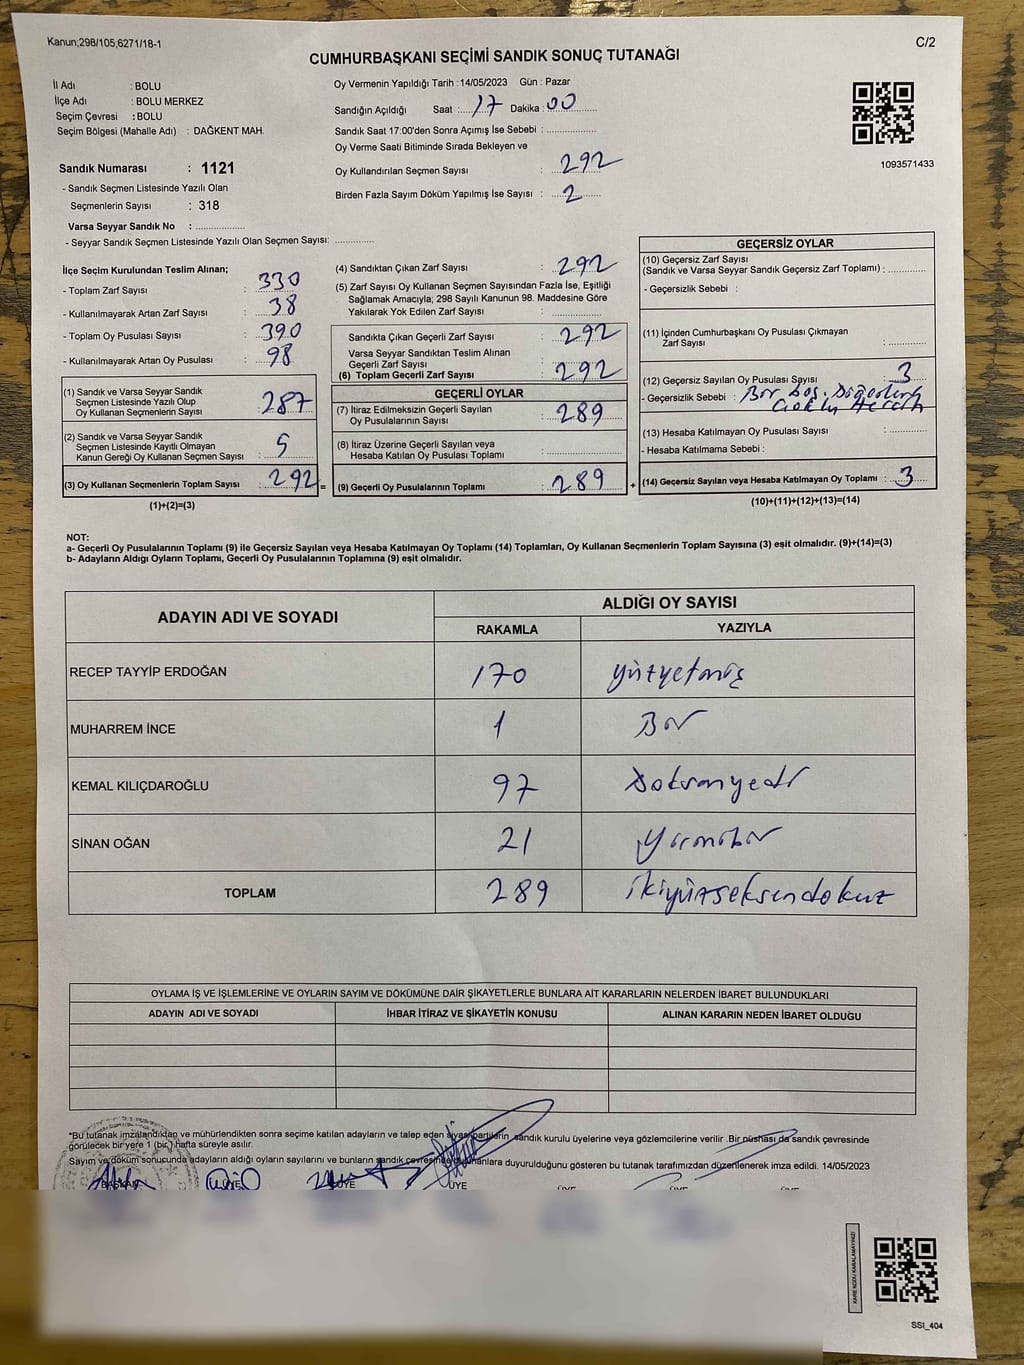 Kanun;298/105;6271/18-1
C/2
CUMHURBAŞKANI SEÇİMİ SANDIK SONUÇ TUTANAĞI
İl Adı : BOLU
İlçe Adı : BOLU MERKEZ
Seçim Çevresi : BOLU
Seçim Bölgesi (Mahalle Adı) : DAĞKENT MAH.
Oy Vermenin Yapıldığı Tarih :14/05/2023 Gün : Pazar
Sandığın Açıldığı Saat : 17 Dakika : 00
Sandık Saat 17:00'den Sonra Açımış İse Sebebi :
Oy Verme Saati Bitiminde Sırada Bekleyen ve
Oy Kullandırılan Seçmen Sayısı : 292
Birden Fazla Sayım Döküm Yapılmış İse Sayısı : 2
1093571433
Sandık Numarası : 1121
- Sandık Seçmen Listesinde Yazılı Olan
Seçmenlerin Sayısı : 318
Varsa Seyyar Sandık No :
- Seyyar Sandık Seçmen Listesinde Yazılı Olan Seçmen Sayısı:
İlçe Seçim Kurulundan Teslim Alınan;
- Toplam Zarf Sayısı : 330
- Kullanılmayarak Artan Zarf Sayısı : 38
- Toplam Oy Pusulası Sayısı : 390
- Kullanılmayarak Artan Oy Pusulası : 98
(1) Sandık ve Varsa Seyyar Sandık
Seçmen Listesinde Yazılı Olup
Oy Kullanan Seçmenlerin Sayısı : 287
(2) Sandık ve Varsa Seyyar Sandık
Seçmen Listesinde Kayıtlı Olmayan
Kanun Gereği Oy Kullanan Seçmen Sayısı : 5
(3) Oy Kullanan Seçmenlerin Toplam Sayısı : 292 =
(1)+(2)=(3)
(4) Sandıktan Çıkan Zarf Sayısı : 292
(5) Zarf Sayısı Oy Kullanan Seçmen Sayısından Fazla İse, Eşitliği
Sağlamak Amacıyla; 298 Sayılı Kanunun 98. Maddesine Göre
Yakılarak Yok Edilen Zarf Sayısı :
Sandıkta Çıkan Geçerli Zarf Sayısı : 292
Varsa Seyyar Sandıktan Teslim Alınan
Geçerli Zarf Sayısı :
(6) Toplam Geçerli Zarf Sayısı : 292
GEÇERLİ OYLAR
(7) İtiraz Edilmeksizin Geçerli Sayılan
Oy Pusulasının Sayısı : 289
(8) İtiraz Üzerine Geçerli Sayılan veya
Hesaba Katılan Oy Pusulası Toplamı :
(9) Geçerli Oy Pusulalarının Toplamı : 289 +
GEÇERSİZ OYLAR
(10) Geçersiz Zarf Sayısı
(Sandık ve Varsa Seyyar Sandık Geçersiz Zarf Toplamı) :
- Geçersizlik Sebebi :
(11) İçinden Cumhurbaşkanı Oy Pusulası Çıkmayan
Zarf Sayısı :
(12) Geçersiz Sayılan Oy Pusulası Sayısı : 3
- Geçersizlik Sebebi :
(13) Hesaba Katılmayan Oy Pusulası Sayısı :
- Hesaba Katılmama Sebebi :
(14) Geçersiz Sayılan veya Hesaba Katılmayan Oy Toplamı : 3
(10)+(11)+(12)+(13)=(14)
NOT:
a- Geçerli Oy Pusulalarının Toplamı (9) ile Geçersiz Sayılan veya Hesaba Katılmayan Oy Toplamı (14) Toplamları, Oy Kullanan Seçmenlerin Toplam Sayısına (3) eşit olmalıdır. (9)+(14)=(3)
b- Adayların Aldığı Oyların Toplamı, Geçerli Oy Pusulalarının Toplamına (9) eşit olmalıdır.
ADAYIN ADI VE SOYADI
ALDIĞI OY SAYISI
RAKAMLA YAZIYLA
RECEP TAYYİP ERDOĞAN 170 yüzyetmiş
MUHARREM İNCE 1 Bir
KEMAL KILIÇDAROĞLU 97 Doksanyedi
SİNAN OĞAN 21 yirmibir
TOPLAM 289 ikiyüzseksendokuz
OYLAMA İŞ VE İŞLEMLERİNE VE OYLARIN SAYIM VE DÖKÜMÜNE DAİR ŞİKAYETLERLE BUNLARA AİT KARARLARIN NELERDEN İBARET BULUNDUKLARI
ADAYIN ADI VE SOYADI İHBAR İTİRAZ VE ŞİKAYETİN KONUSU ALINAN KARARIN NEDEN İBARET OLDUĞU
*Bu tutanak imzalandıktan ve mühürlendikten sonra seçime katılan adayların ve talep eden siyasi partilerin sandık kurulu üyelerine veya gözlemcilerine verilir .Bir nüshası da sandık çevresinde
görülecek bir yere 1 (bir) hafta süreyle asılır.
Sayım ve döküm sonucunda adayların aldığı oyların sayılarını ve bunların sandık çevresinde bulunanlara duyurulduğunu gösteren bu tutanak tarafımızdan düzenlenerek imza edildi. 14/05/2023
BAŞKAN ÜYE ÜYE ÜYE ÜYE ÜYE ÜYE
KARE KODU KARALAMAYINIZ!
SSI_404